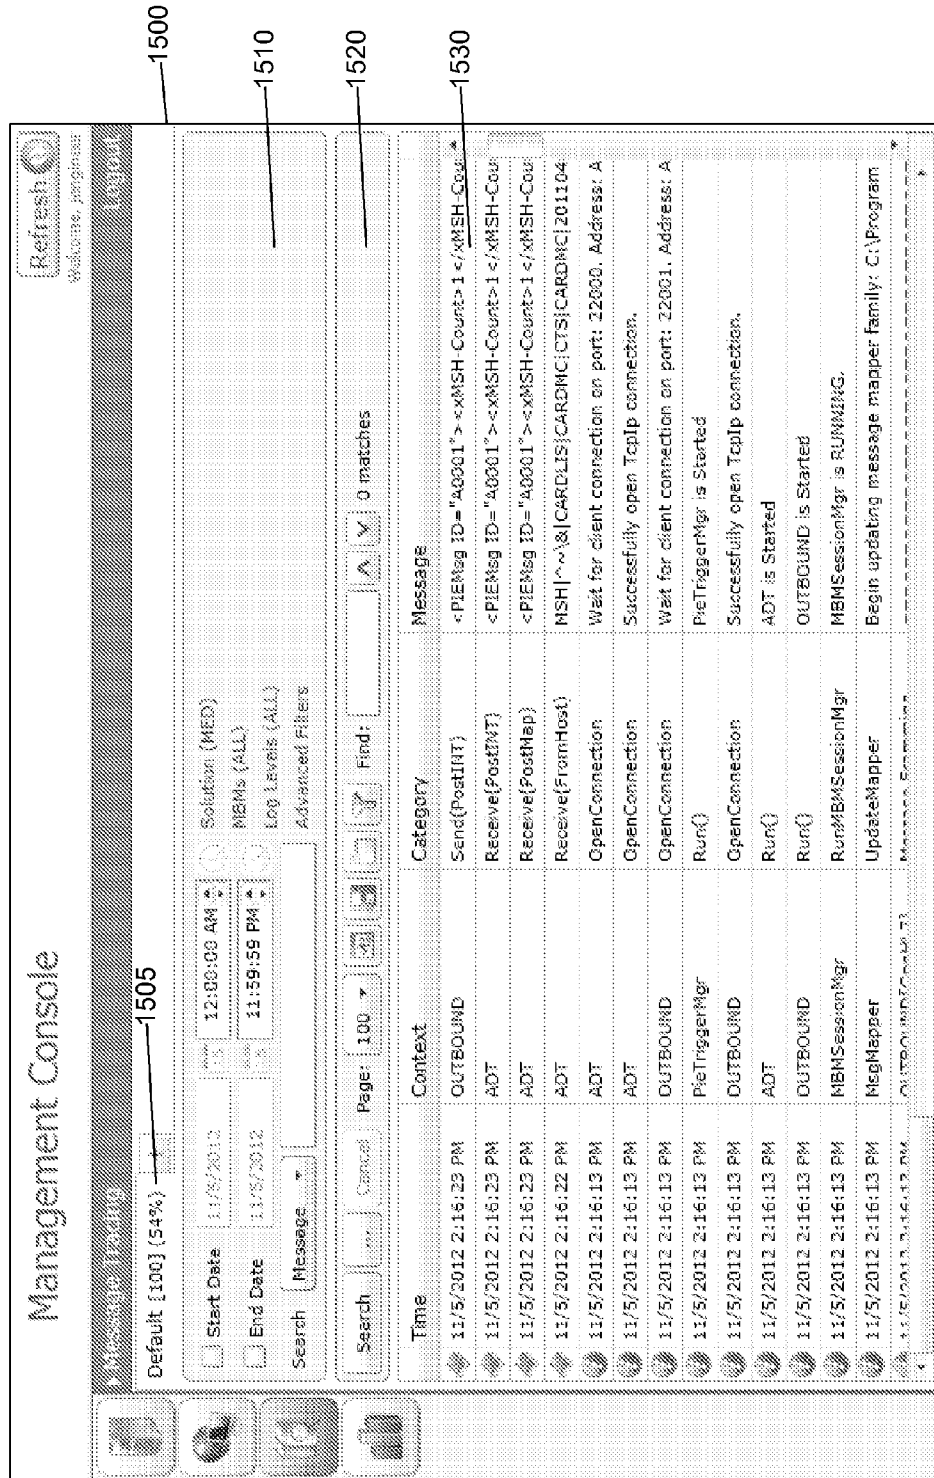 Management Console
Refresh
Welcome,
Message Trading
Logout
1500
Default [100] (54%)
1505
Start Date 12:00:00 AM Solution (MED)
End Date 11:59:59 PM MBMs (ALL)
Log Levels (ALL)
Search Message Advanced Filters
1510
Search ... Cancel Page: 100 Find: 0 matches
1520
Time Context Category Message
1530
11/5/2012 2:16:23 PM OUTBOUND Send(PostINT) <PIEMsg ID="A0001"><xMSH-Count>1</xMSH-Cou
11/5/2012 2:16:23 PM ADT Receive(PostINT) <PIEMsg ID="A0001"><xMSH-Count>1</xMSH-Cou
11/5/2012 2:16:23 PM ADT Receive(PostMap) <PIEMsg ID="A0001"><xMSH-Count>1</xMSH-Cou
11/5/2012 2:16:22 PM ADT Receive(FromHost) MSH|^~\&|CARDLIS|CARDMC|CTS|CARDMC|201104
11/5/2012 2:16:13 PM ADT OpenConnection Wait for client connection on port: 22000. Address: A
11/5/2012 2:16:13 PM ADT OpenConnection Successfully open TcpIp connection.
11/5/2012 2:16:13 PM OUTBOUND OpenConnection Wait for client connection on port: 22001. Address: A
11/5/2012 2:16:13 PM PieTriggerMgr Run() PieTriggerMgr is Started
11/5/2012 2:16:13 PM OUTBOUND OpenConnection Successfully open TcpIp connection.
11/5/2012 2:16:13 PM ADT Run() ADT is Started
11/5/2012 2:16:13 PM OUTBOUND Run() OUTBOUND is Started
11/5/2012 2:16:13 PM MBMSessionMgr RunMBMSessionMgr MBMSessionMgr is RUNNING.
11/5/2012 2:16:13 PM MsgMapper UpdateMapper Begin updating message mapper family: C:\Program